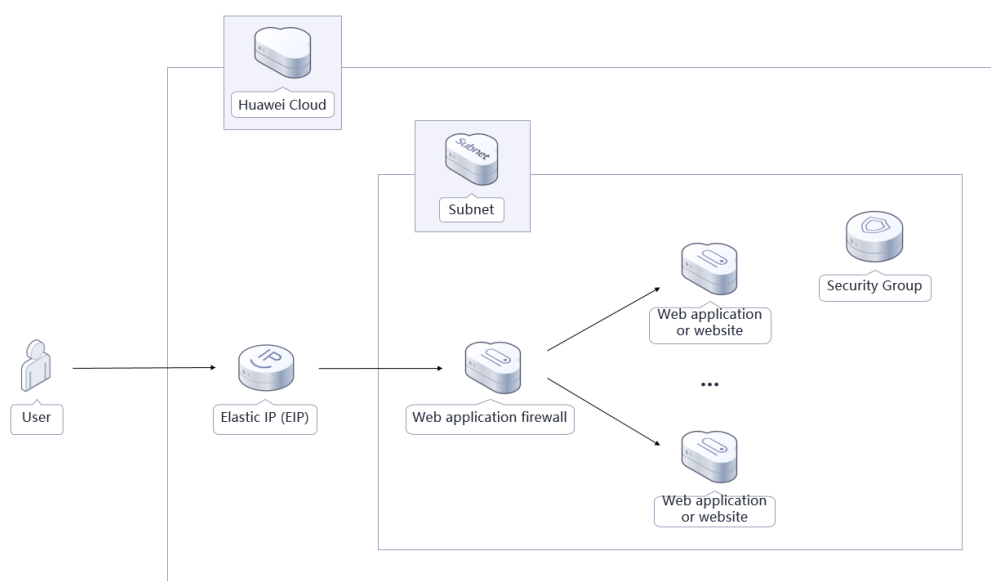 Huawei Cloud
Subnet
Subnet
Security Group
Web application
or website
IP
User
Elastic IP (EIP)
Web application firewall
...
Web application
or website